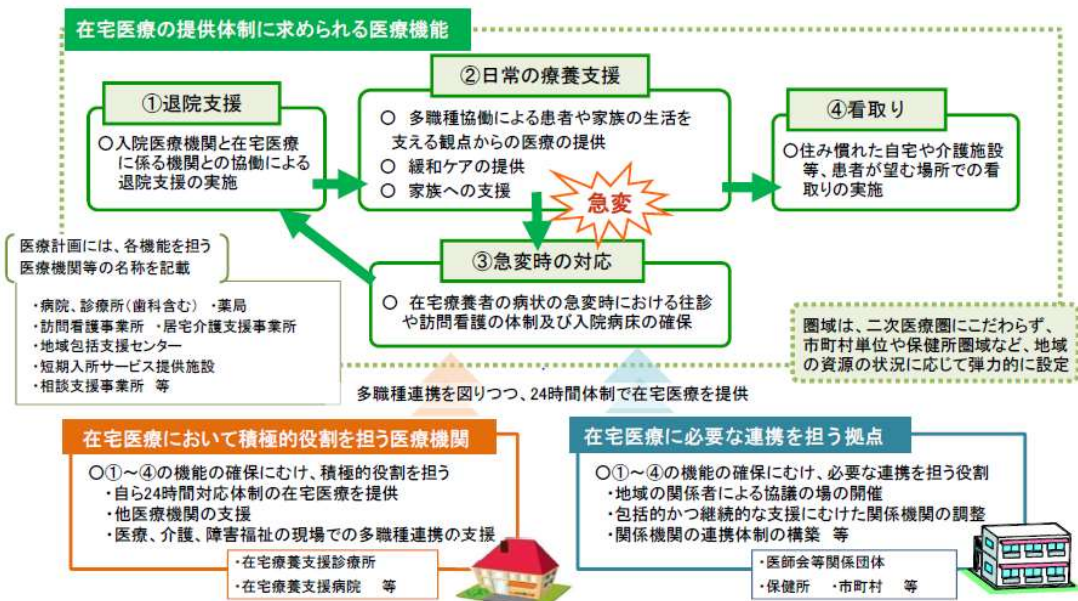 在宅医療の提供体制に求められる医療機能
①退院支援
○入院医療機関と在宅医療
に係る機関との協働による
退院支援の実施
②日常の療養支援
○ 多職種協働による患者や家族の生活を
支える観点からの医療の提供
○ 緩和ケアの提供
○ 家族への支援
急変
④看取り
○住み慣れた自宅や介護施設
等、患者が望む場所での看
取りの実施
③急変時の対応
○ 在宅療養者の病状の急変時における往診
や訪問看護の体制及び入院病床の確保
医療計画には、各機能を担う
医療機関等の名称を記載
・病院、診療所(歯科含む) ・薬局
・訪問看護事業所 ・居宅介護支援事業所
・地域包括支援センター
・短期入所サービス提供施設
・相談支援事業所 等
圏域は、二次医療圏にこだわらず、
市町村単位や保健所圏域など、地域
の資源の状況に応じて弾力的に設定
多職種連携を図りつつ、24時間体制で在宅医療を提供
在宅医療において積極的役割を担う医療機関
○①～④の機能の確保にむけ、積極的役割を担う
・自ら24時間対応体制の在宅医療を提供
・他医療機関の支援
・医療、介護、障害福祉の現場での多職種連携の支援
・在宅療養支援診療所
・在宅療養支援病院 等
在宅医療に必要な連携を担う拠点
○①～④の機能の確保にむけ、必要な連携を担う役割
・地域の関係者による協議の場の開催
・包括的かつ継続的な支援にむけた関係機関の調整
・関係機関の連携体制の構築 等
・医師会等関係団体
・保健所 ・市町村 等